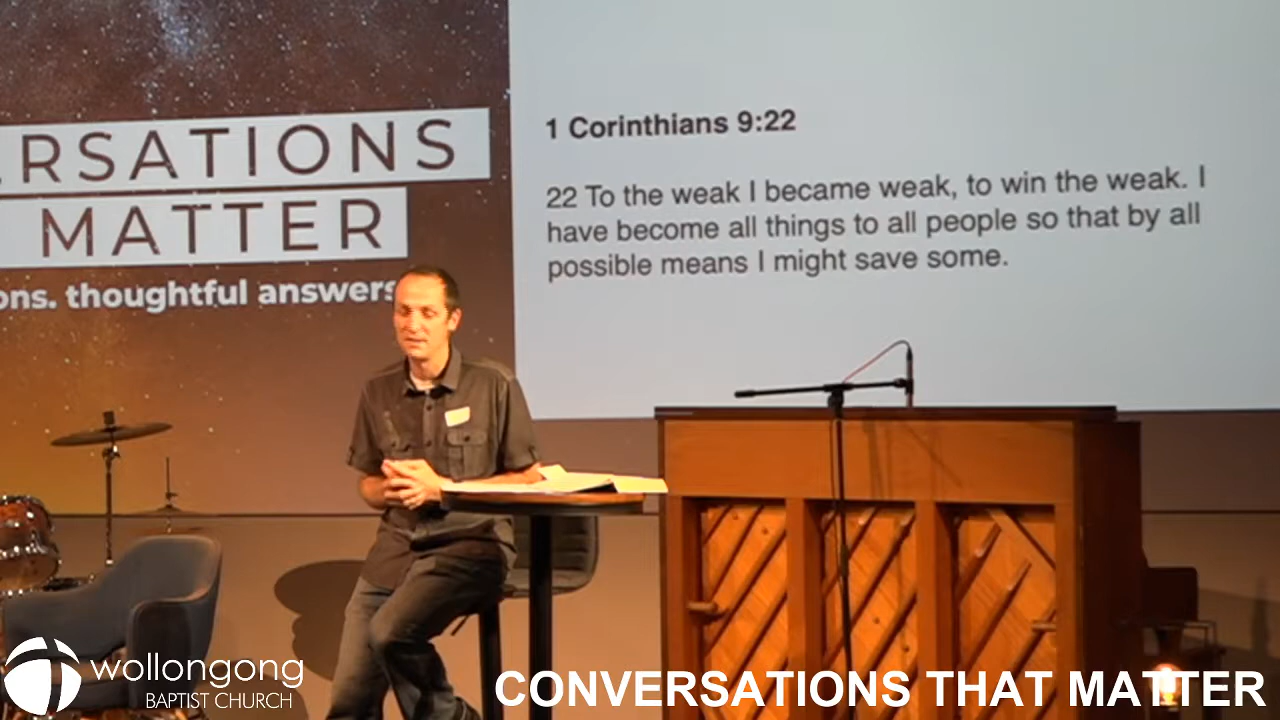 ERSATIONS
MATTER
ons. thoughtful answers
1 Corinthians 9:22
22 To the weak I became weak, to win the weak. I
have become all things to all people so that by all
possible means I might save some.
wollongong
BAPTIST CHURCH
CONVERSATIONS THAT MATTER